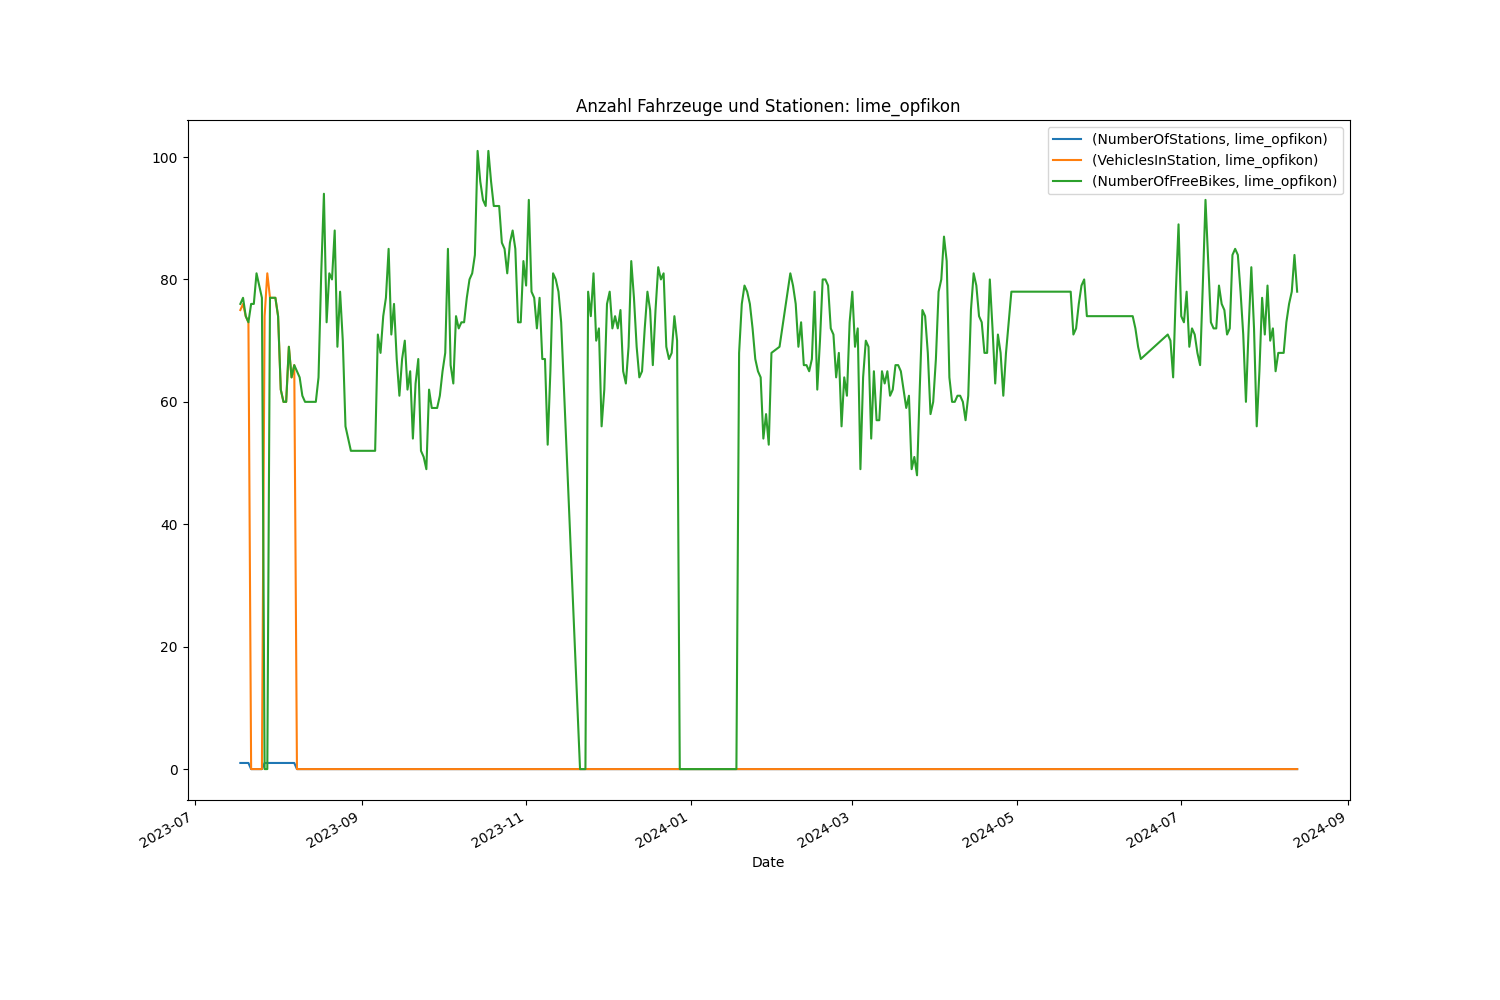 Anzahl Fahrzeuge und Stationen: lime_opfikon
(NumberOfStations, lime_opfikon)
(VehiclesInStation, lime_opfikon)
(NumberOfFreeBikes, lime_opfikon)
100
80
60
40
20
0
2023-07
2023-09
2023-11
2024-01
2024-03
2024-05
2024-07
2024-09
Date